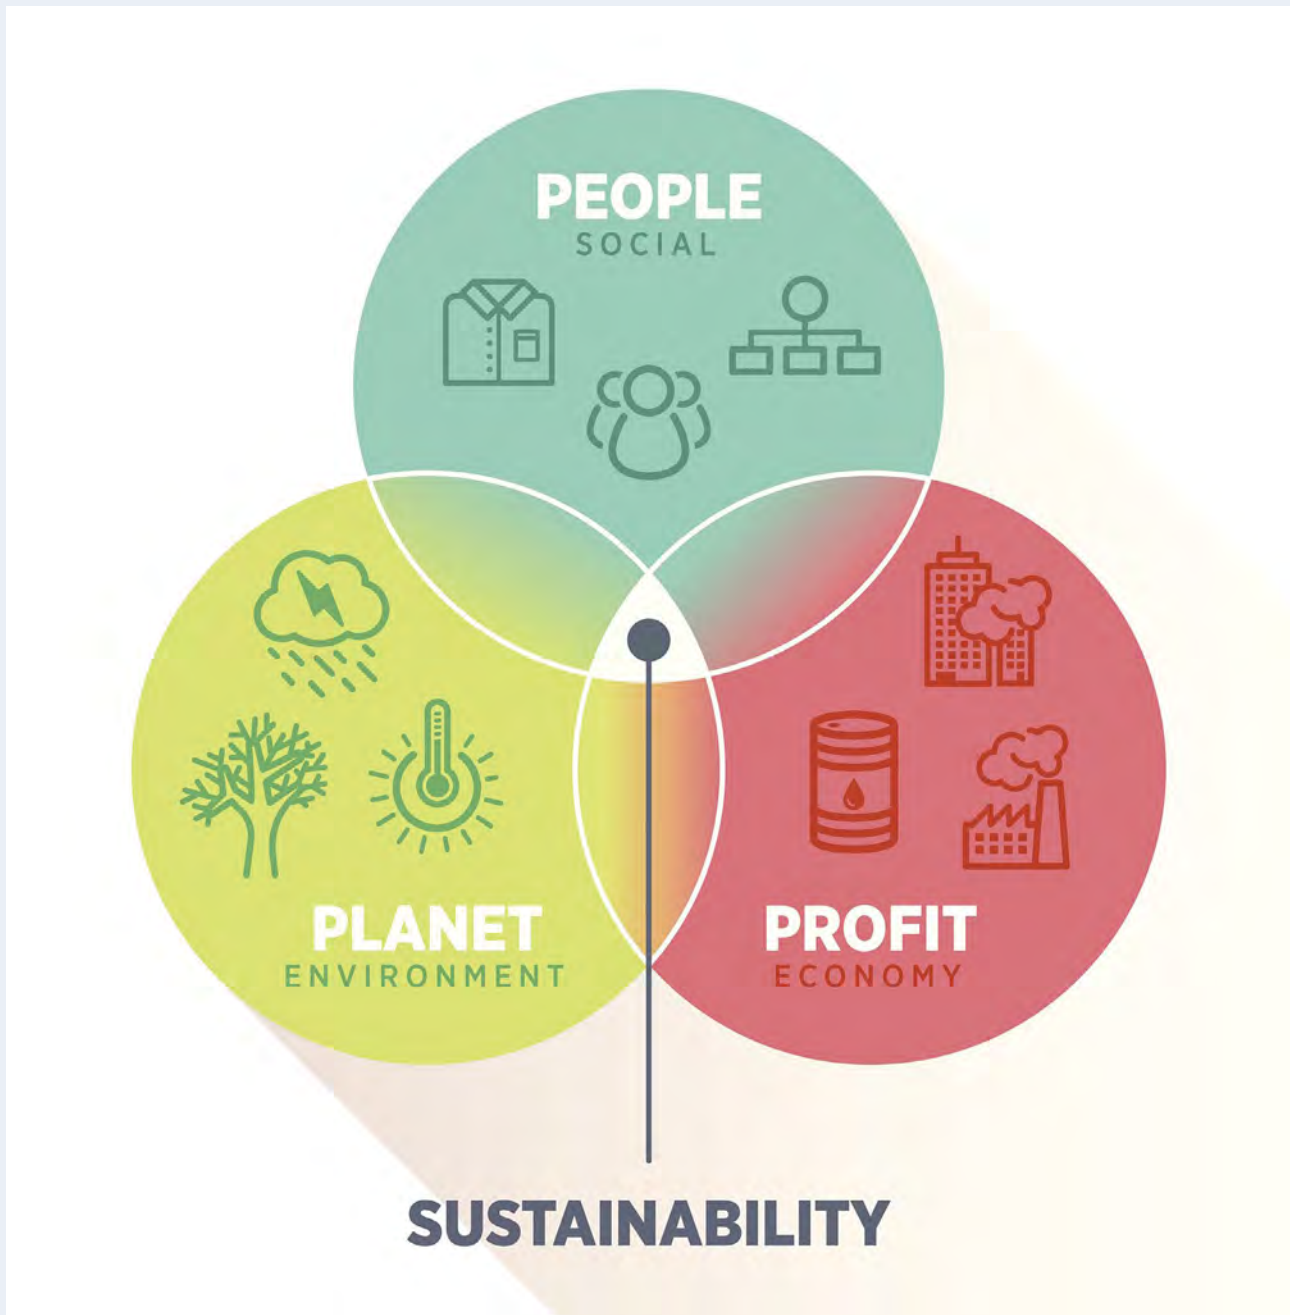 PEOPLE
SOCIAL
PLANET
ENVIRONMENT
PROFIT
ECONOMY
SUSTAINABILITY